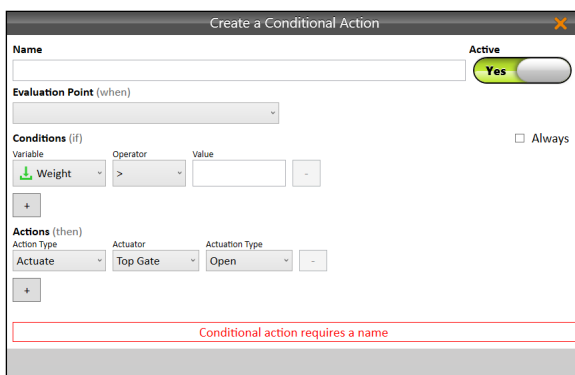 Create a Conditional Action
Name
Active
Yes
Evaluation Point (when)
Conditions (if)
Always
Variable Operator Value
Weight > -
+
Actions (then)
Action Type Actuator Actuation Type
Actuate Top Gate Open -
+
Conditional action requires a name